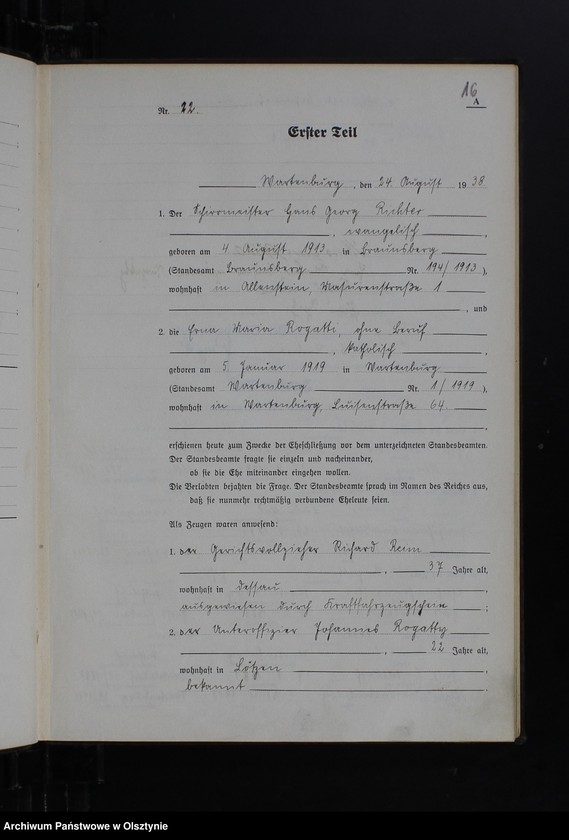 16
A
Nr. 22.
Erster Teil
Wartenburg, den 24. August 1938.
1. Der Schirrmeister Hans Georg Richter
, evangelisch,
geboren am 4. August 1913 in Braunsberg
(Standesamt Braunsberg Nr. 194/1913),
wohnhaft in Allenstein, Masurenstraße 1
, und
2. die Erna Maria Rogatti, ohne Beruf
, katholisch,
geboren am 5. Januar 1919 in Wartenburg
(Standesamt Wartenburg Nr. 1/1919),
wohnhaft in Wartenburg, Luisenstraße 64.
erschienen heute zum Zwecke der Eheschließung vor dem unterzeichneten Standesbeamten.
Der Standesbeamte fragte sie einzeln und nacheinander,
ob sie die Ehe miteinander eingehen wollen.
Die Verlobten bejahten die Frage. Der Standesbeamte sprach im Namen des Reiches aus,
daß sie nunmehr rechtmäßig verbundene Eheleute seien.
Als Zeugen waren anwesend:
1. der Gerichtsvollzieher Richard
, 37 Jahre alt,
wohnhaft in Dessau,
ausgewiesen durch Kraftfahrzeugschein;
2. der Unteroffizier Johannes Rogatty
, 22 Jahre alt,
wohnhaft in Lötzen
bekannt.
Archiwum Państwowe w Olsztynie